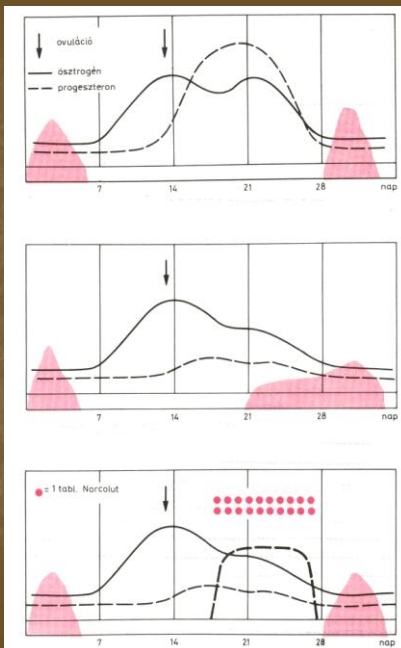 ovuláció
ösztrogén
progeszteron
7 14 21 28 nap
7 14 21 28 nap
= 1 tabl. Norcolut
7 14 21 28 nap